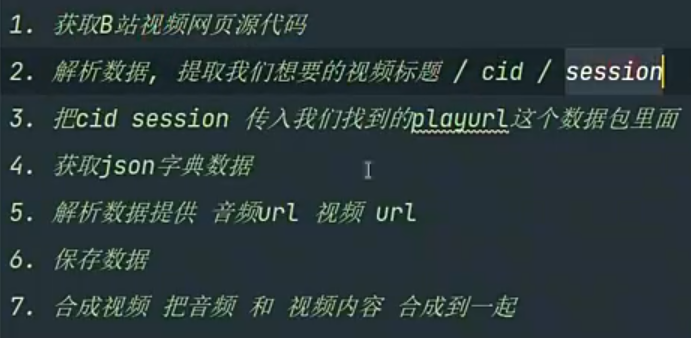 1. 获取B站视频网页源代码
2. 解析数据, 提取我们想要的视频标题 / cid / session
3. 把cid session 传入我们找到的playurl这个数据包里面
4. 获取json字典数据
5. 解析数据提供 音频url 视频 url
6. 保存数据
7. 合成视频 把音频 和 视频内容 合成到一起